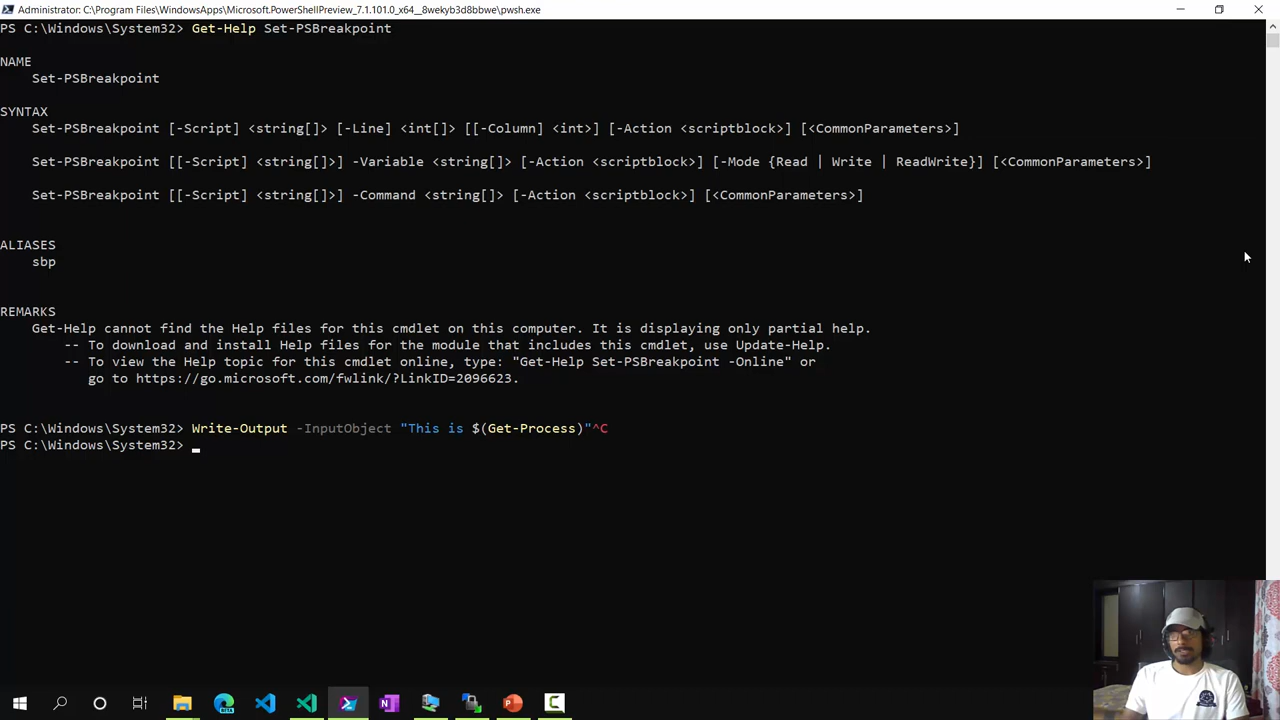 Administrator: C:\Program Files\WindowsApps\Microsoft.PowerShellPreview_7.1.101.0_x64__8wekyb3d8bbwe\pwsh.exe
PS C:\Windows\System32> Get-Help Set-PSBreakpoint
NAME
Set-PSBreakpoint
SYNTAX
Set-PSBreakpoint [-Script] <string[]> [-Line] <int[]> [[-Column] <int>] [-Action <scriptblock>] [<CommonParameters>]
Set-PSBreakpoint [[-Script] <string[]>] -Variable <string[]> [-Action <scriptblock>] [-Mode {Read | Write | ReadWrite}] [<CommonParameters>]
Set-PSBreakpoint [[-Script] <string[]>] -Command <string[]> [-Action <scriptblock>] [<CommonParameters>]
ALIASES
sbp
REMARKS
Get-Help cannot find the Help files for this cmdlet on this computer. It is displaying only partial help.
-- To download and install Help files for the module that includes this cmdlet, use Update-Help.
-- To view the Help topic for this cmdlet online, type: "Get-Help Set-PSBreakpoint -Online" or
go to https://go.microsoft.com/fwlink/?LinkID=2096623.
PS C:\Windows\System32> Write-Output -InputObject "This is $(Get-Process)"^C
PS C:\Windows\System32>